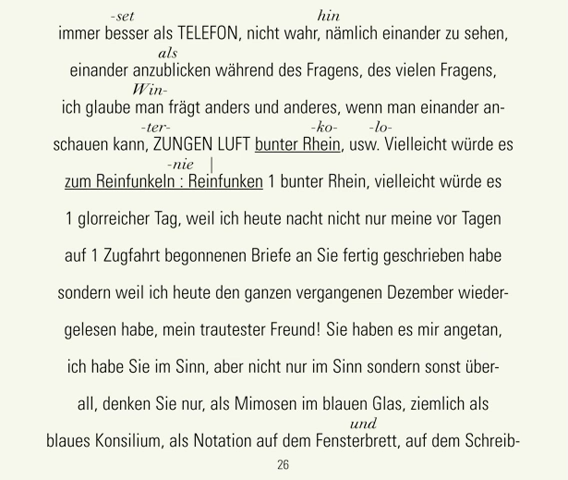 -set hin
immer besser als TELEFON, nicht wahr, nämlich einander zu sehen,
als
einander anzublicken während des Fragens, des vielen Fragens,
Win-
ich glaube man frägt anders und anderes, wenn man einander an-
-ter- -ko- -lo-
schauen kann, ZUNGEN LUFT bunter Rhein, usw. Vielleicht würde es
-nie |
zum Reinfunkeln : Reinfunken 1 bunter Rhein, vielleicht würde es
1 glorreicher Tag, weil ich heute nacht nicht nur meine vor Tagen
auf 1 Zugfahrt begonnenen Briefe an Sie fertig geschrieben habe
sondern weil ich heute den ganzen vergangenen Dezember wieder-
gelesen habe, mein trautester Freund! Sie haben es mir angetan,
ich habe Sie im Sinn, aber nicht nur im Sinn sondern sonst über-
all, denken Sie nur, als Mimosen im blauen Glas, ziemlich als
und
blaues Konsilium, als Notation auf dem Fensterbrett, auf dem Schreib-
26